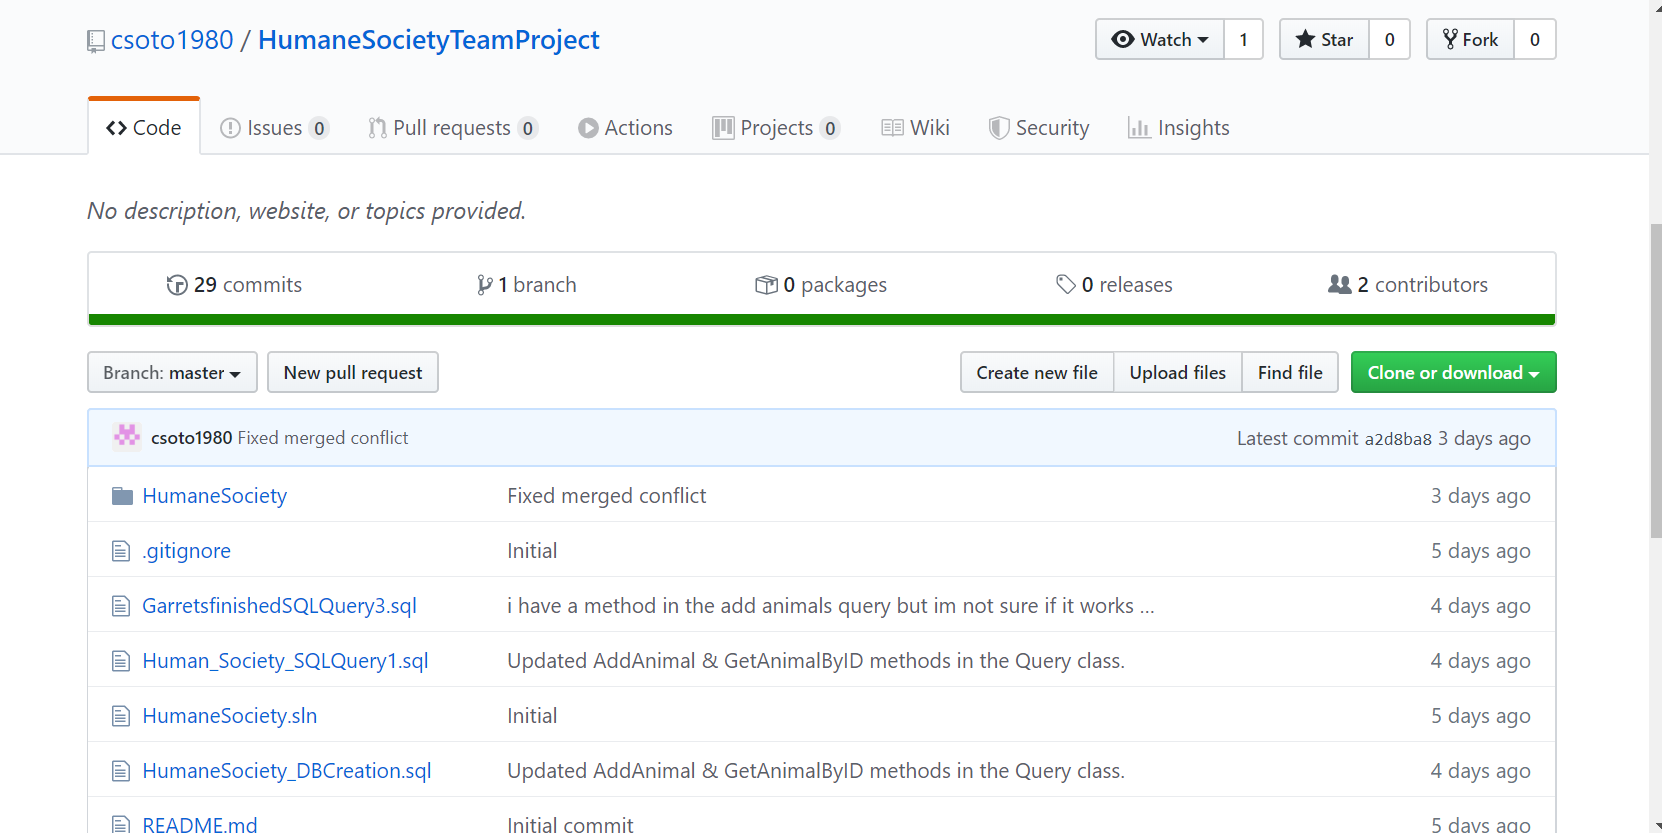 csoto1980 / HumaneSocietyTeamProject
Watch 1 Star 0 Fork 0
Code Issues 0 Pull requests 0 Actions Projects 0 Wiki Security Insights
No description, website, or topics provided.
29 commits 1 branch 0 packages 0 releases 2 contributors
Branch: master New pull request Create new file Upload files Find file Clone or download
csoto1980 Fixed merged conflict Latest commit a2d8ba8 3 days ago
HumaneSociety Fixed merged conflict 3 days ago
.gitignore Initial 5 days ago
GarretsfinishedSQLQuery3.sql i have a method in the add animals query but im not sure if it works ... 4 days ago
Human_Society_SQLQuery1.sql Updated AddAnimal & GetAnimalByID methods in the Query class. 4 days ago
HumaneSociety.sln Initial 5 days ago
HumaneSociety_DBCreation.sql Updated AddAnimal & GetAnimalByID methods in the Query class. 4 days ago
README.md Initial commit 5 days ago